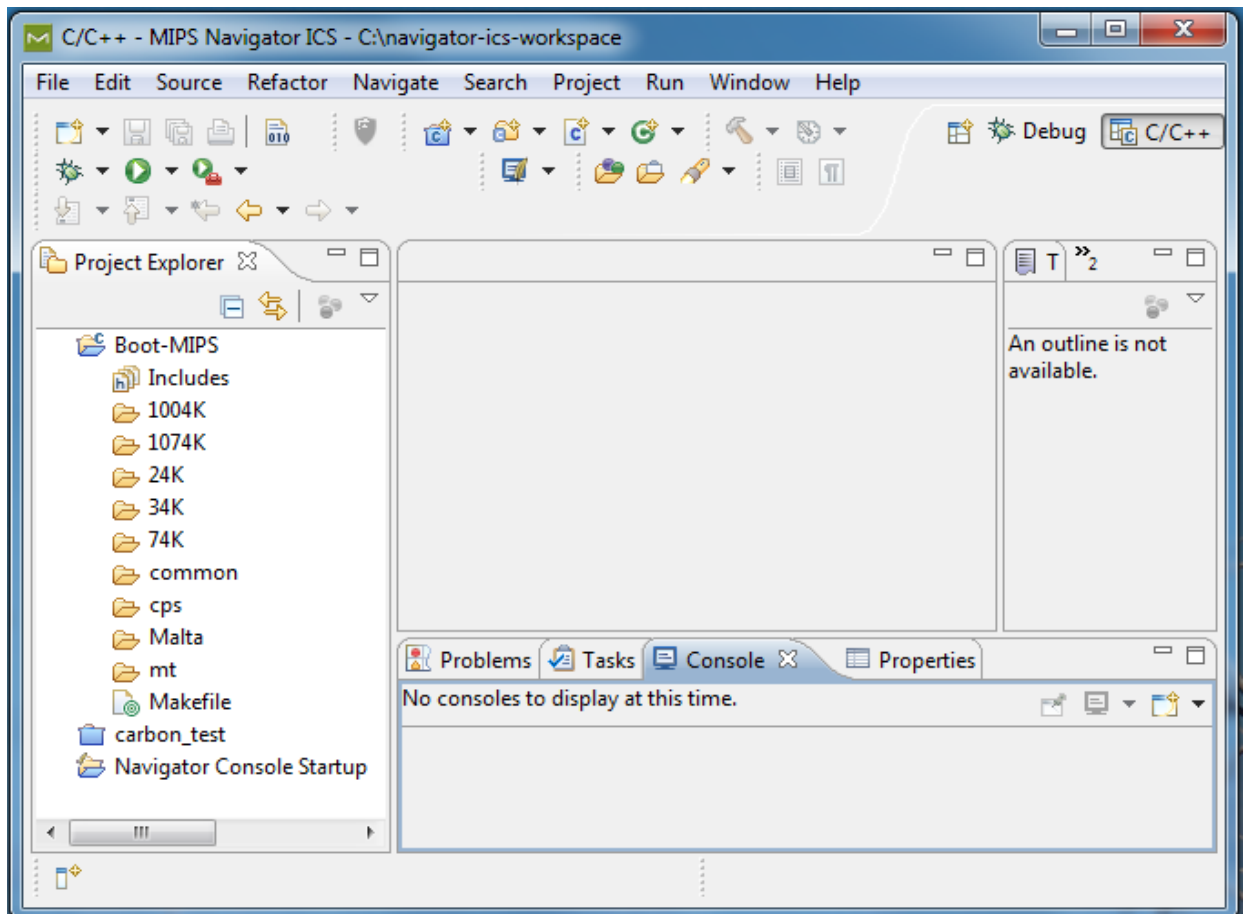 C/C++ - MIPS Navigator ICS - C:\navigator-ics-workspace
File Edit Source Refactor Navigate Search Project Run Window Help
Debug C/C++
Project Explorer
T »2
Boot-MIPS
Includes
1004K
1074K
24K
34K
74K
common
cps
Malta
mt
Makefile
carbon_test
Navigator Console Startup
An outline is not
available.
Problems Tasks Console Properties
No consoles to display at this time.